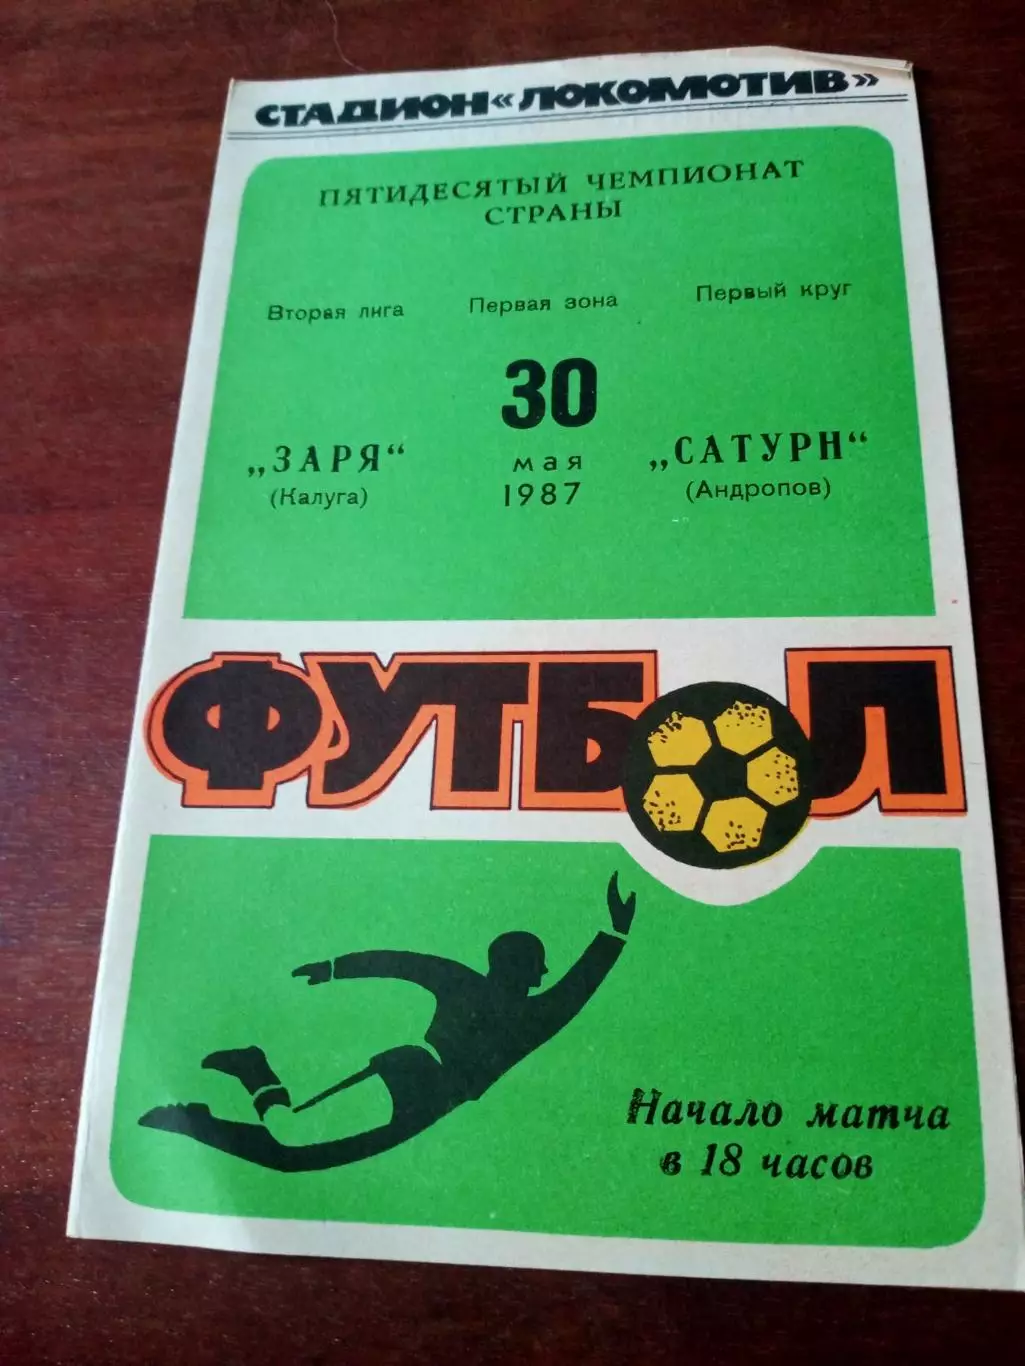 СТАДИОН «ЛОКОМОТИВ»
ПЯТИДЕСЯТЫЙ ЧЕМПИОНАТ
СТРАНЫ
Вторая лига Первая зона Первый круг
30
мая
1987
„ЗАРЯ“
(Калуга)
„САТУРН“
(Андропов)
ФУТБОЛ
Начало матча
в 18 часов